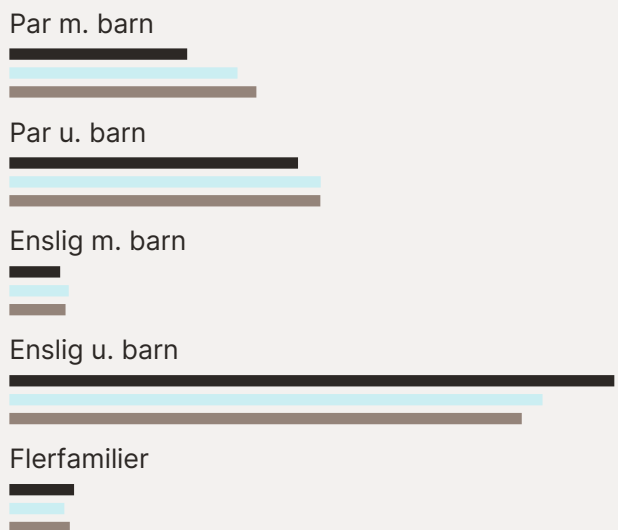 Par m. barn
Par u. barn
Enslig m. barn
Enslig u. barn
Flerfamilier